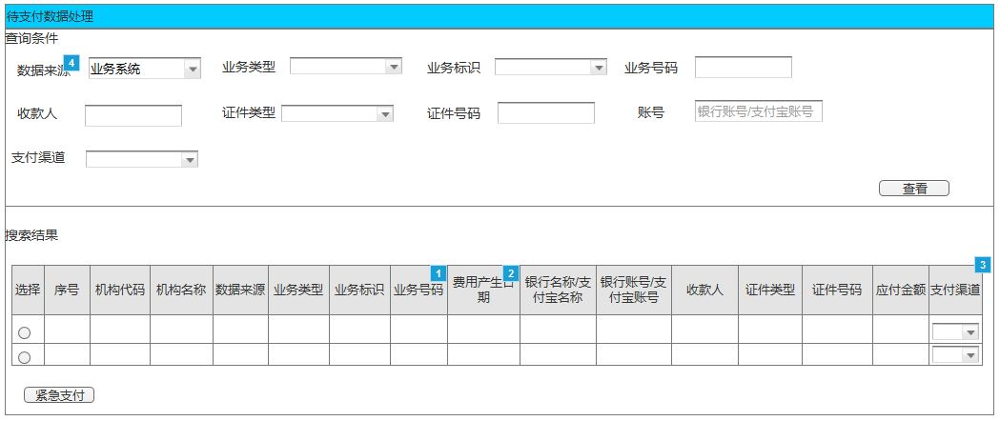 待支付数据处理
查询条件
数据来源 4 业务系统 业务类型 业务标识 业务号码
收款人 证件类型 证件号码 账号 银行账号/支付宝账号
支付渠道
查看
搜索结果
1 2 3
选择 序号 机构代码 机构名称 数据来源 业务类型 业务标识 业务号码 费用产生日 银行名称/支 银行账号/支 收款人 证件类型 证件号码 应付金额 支付渠道
期 付宝名称 付宝账号
紧急支付